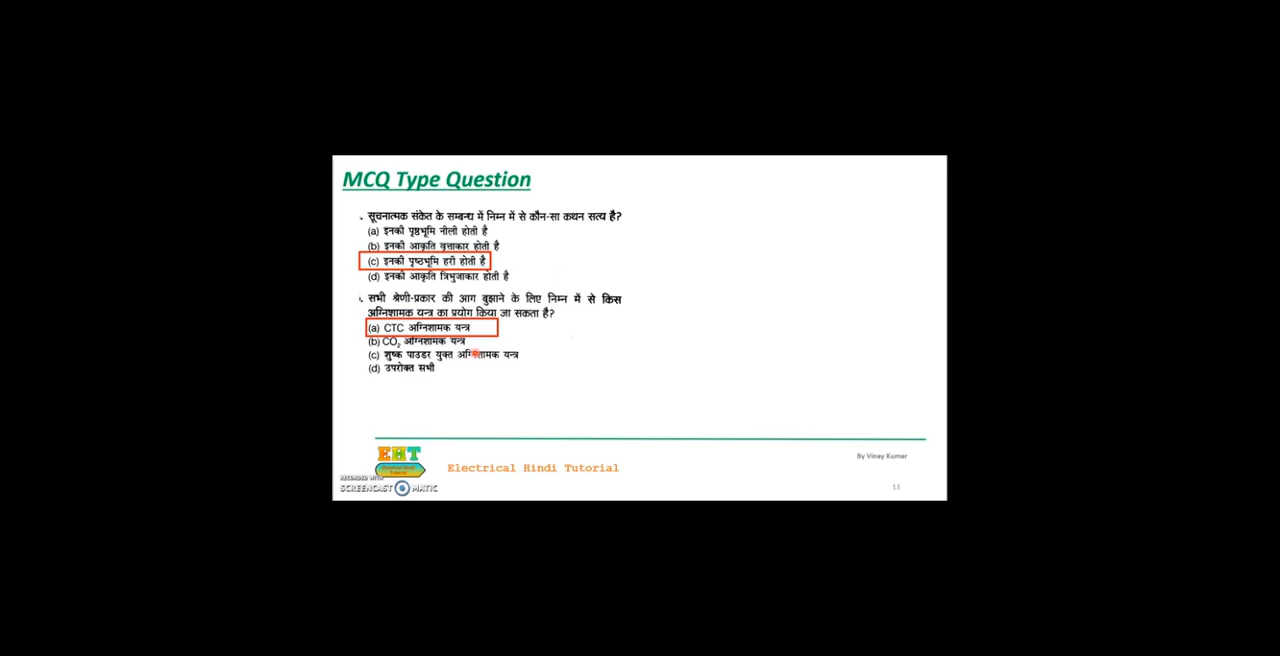 MCQ Type Question
सूचनात्मक संकेत के सम्बन्ध में निम्न में से कौन-सा कथन सत्य है?
(a) इनकी पृष्ठभूमि नीली होती है
(b) इनकी आकृति वृत्ताकार होती है
(c) इनकी पृष्ठभूमि हरी होती है
(d) इनकी आकृति त्रिभुजाकार होती है
सभी श्रेणी-प्रकार की आग बुझाने के लिए निम्न में से किस
अग्निशामक यन्त्र का प्रयोग किया जा सकता है?
(a) CTC अग्निशामक यन्त्र
(b) CO₂ अग्निशामक यन्त्र
(c) शुष्क पाउडर युक्त अग्निशामक यन्त्र
(d) उपरोक्त सभी
EHT
Electrical Hindi Tutorial
By Vinay Kumar
RECORDED WITH
SCREENCAST MATIC
13